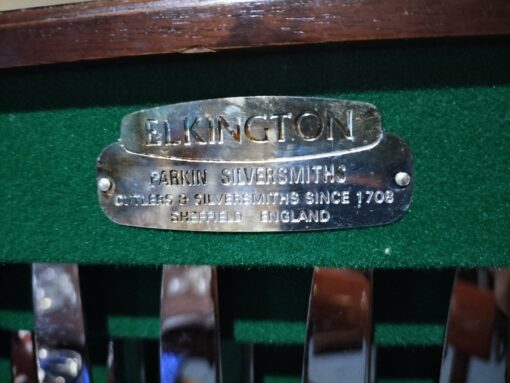 ELKINGTON
PARKIN SILVERSMITHS
CUTLERS & SILVERSMITHS SINCE 1708
SHEFFIELD - ENGLAND